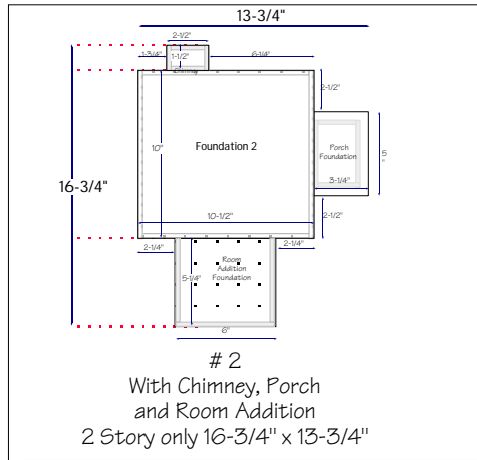 13-3/4"
2-1/2"
1-3/4"
1-1/2"
6-1/4"
Chimney
2-1/2"
10"
Foundation 2
Porch
Foundation
5"
16-3/4"
3-1/4"
10-1/2"
2-1/2"
2-1/4"
2-1/4"
Room
Addition
Foundation
5-1/4"
6"
# 2
With Chimney, Porch
and Room Addition
2 Story only 16-3/4" x 13-3/4"